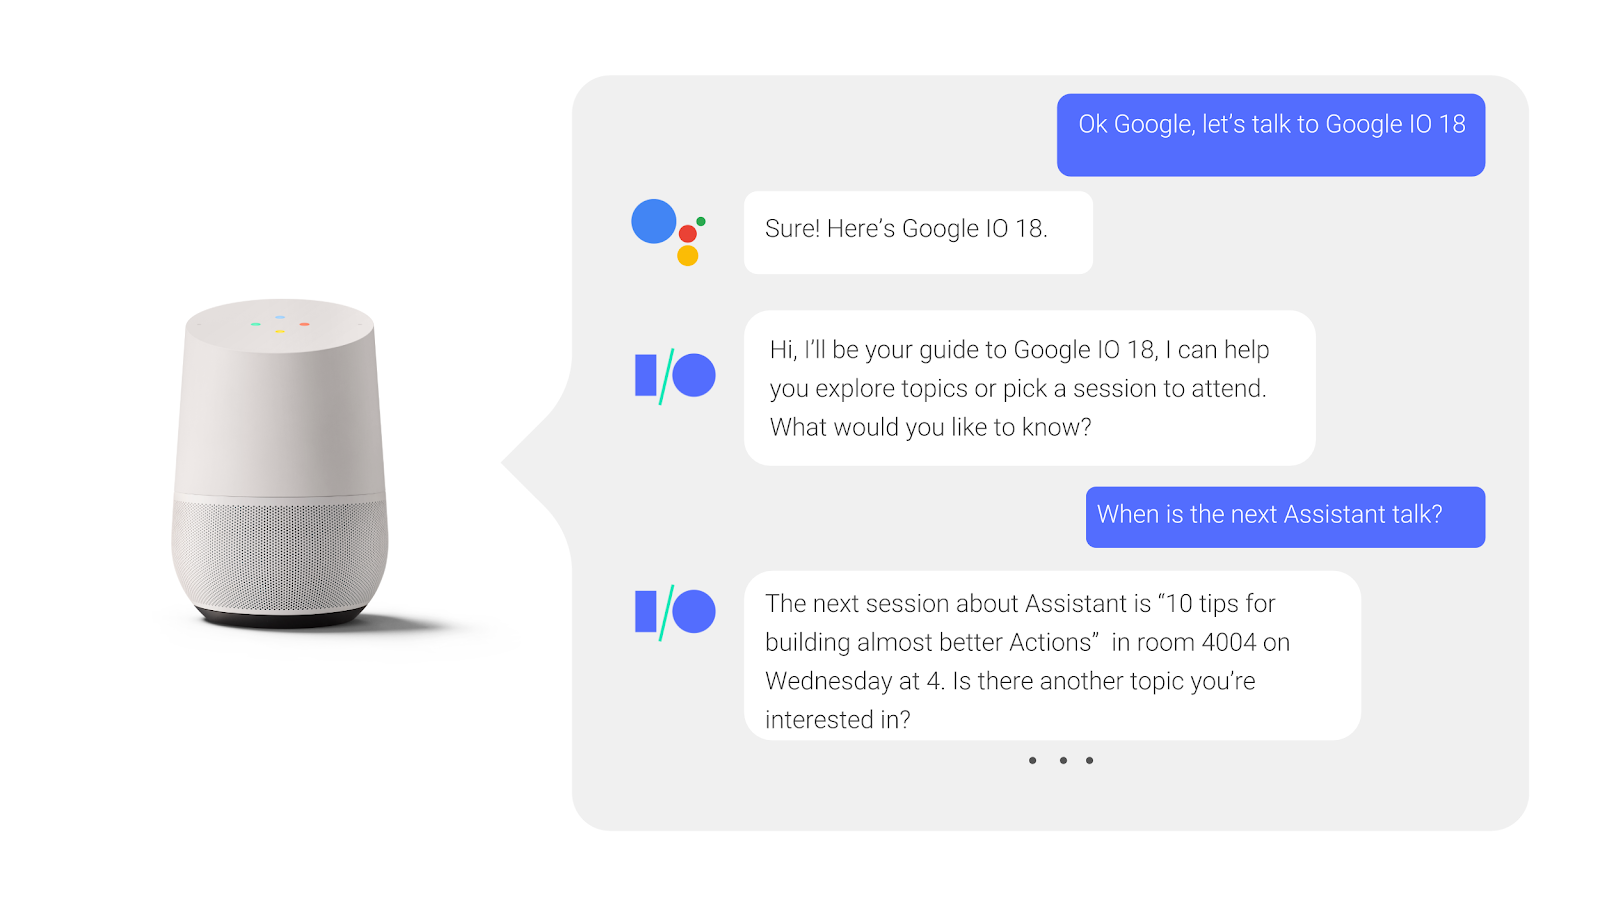 Ok Google, let’s talk to Google IO 18
Sure! Here’s Google IO 18.
I/O
Hi, I’ll be your guide to Google IO 18, I can help
you explore topics or pick a session to attend.
What would you like to know?
When is the next Assistant talk?
I/O
The next session about Assistant is “10 tips for
building almost better Actions”  in room 4004 on
Wednesday at 4. Is there another topic you’re
interested in?